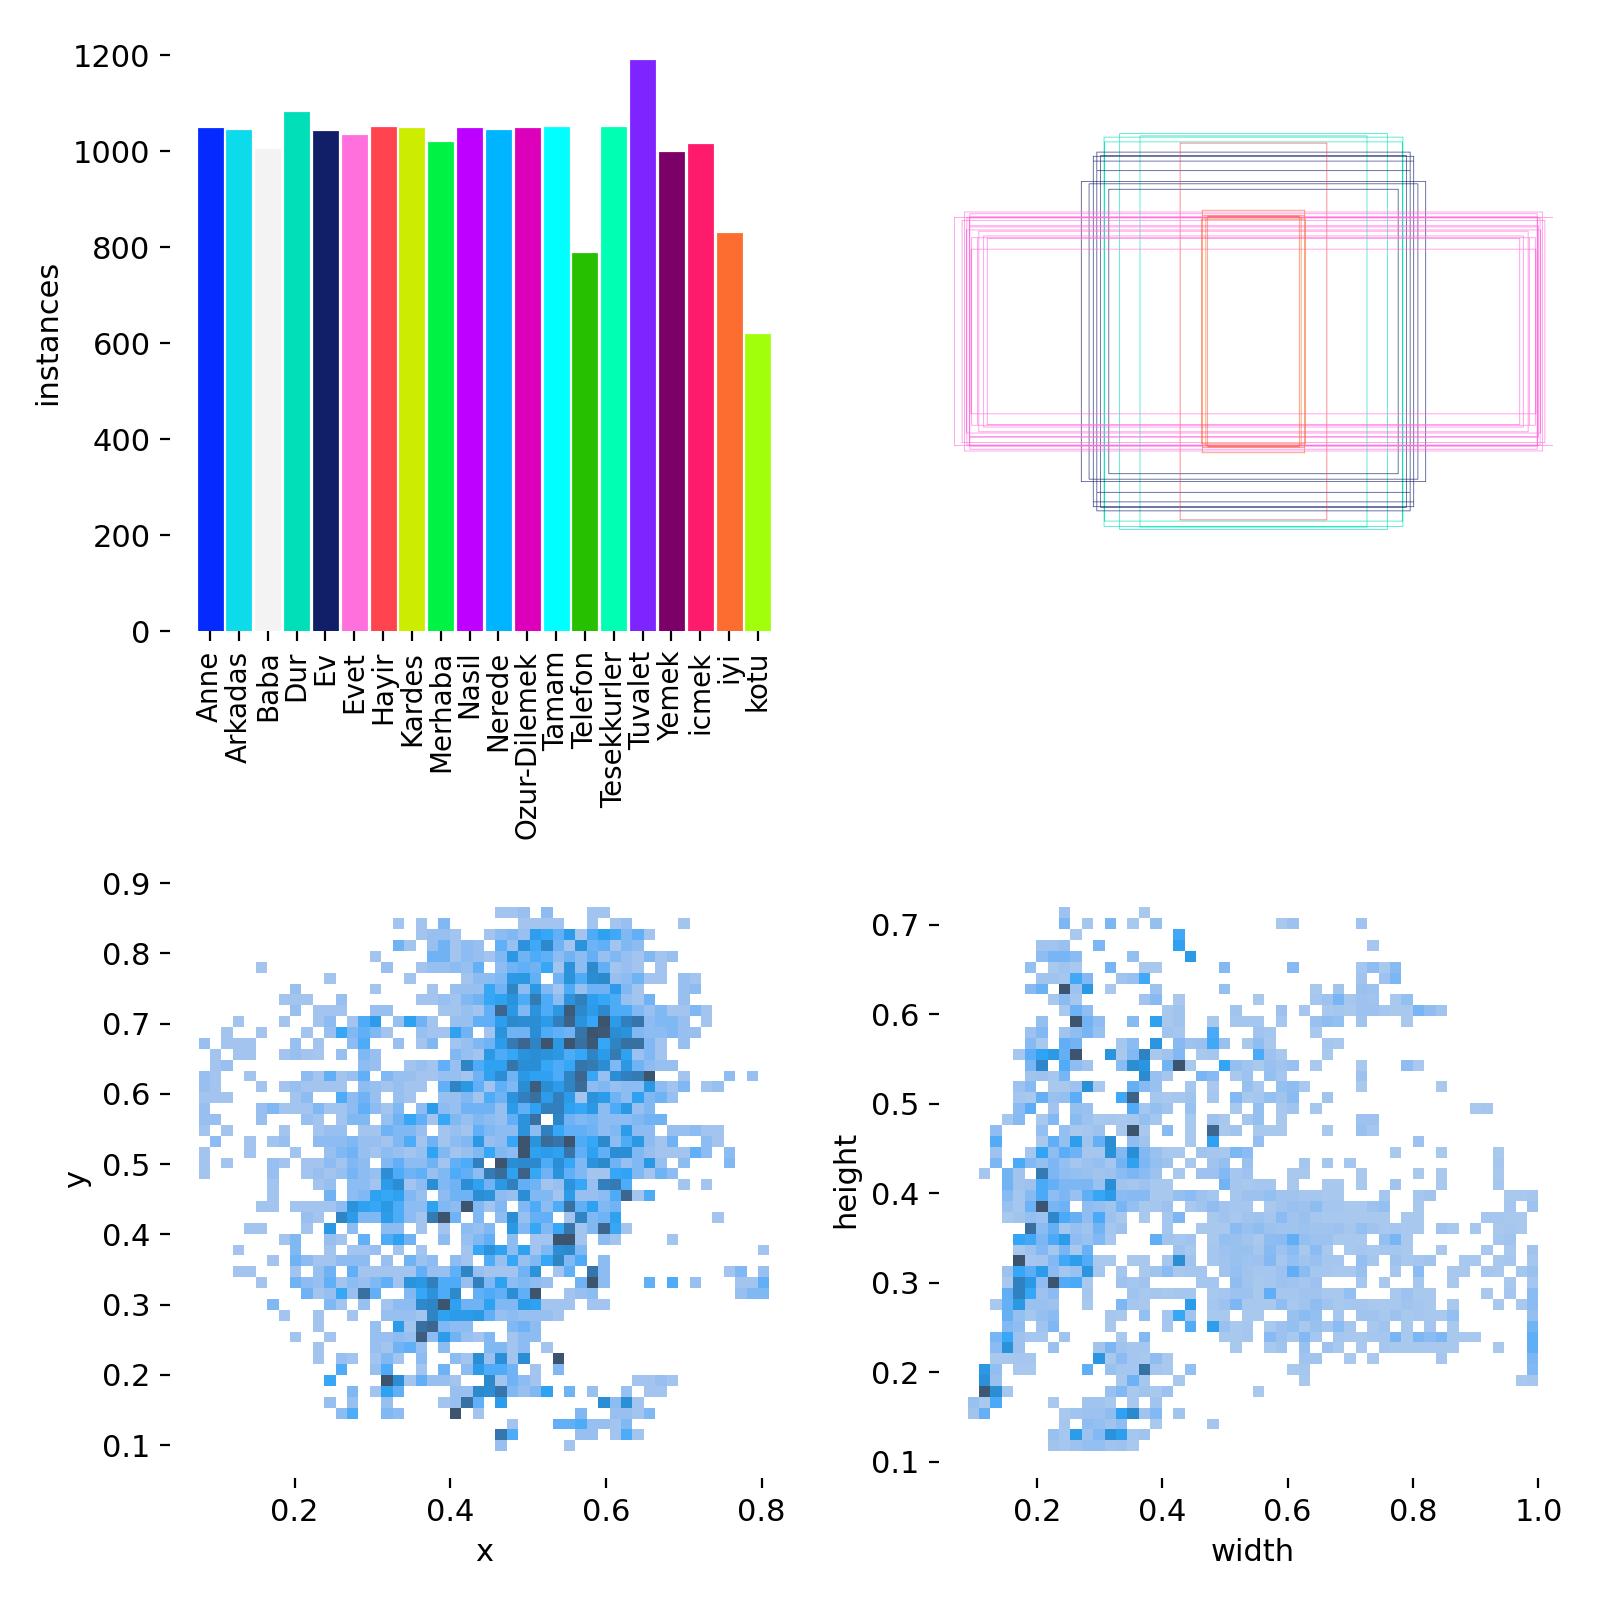 1200
1000
800
600
400
200
0
instances
Anne
Arkadas
Baba
Dur
Ev
Evet
Hayir
Kardes
Merhaba
Nasil
Nerede
Ozur-Dilemek
Tamam
Telefon
Tesekkurler
Tuvalet
Yemek
icmek
iyi
kotu
0.9
0.8
0.7
0.6
0.5
0.4
0.3
0.2
0.1
y
0.2 0.4 0.6 0.8
x
0.7
0.6
0.5
0.4
0.3
0.2
0.1
height
0.2 0.4 0.6 0.8 1.0
width